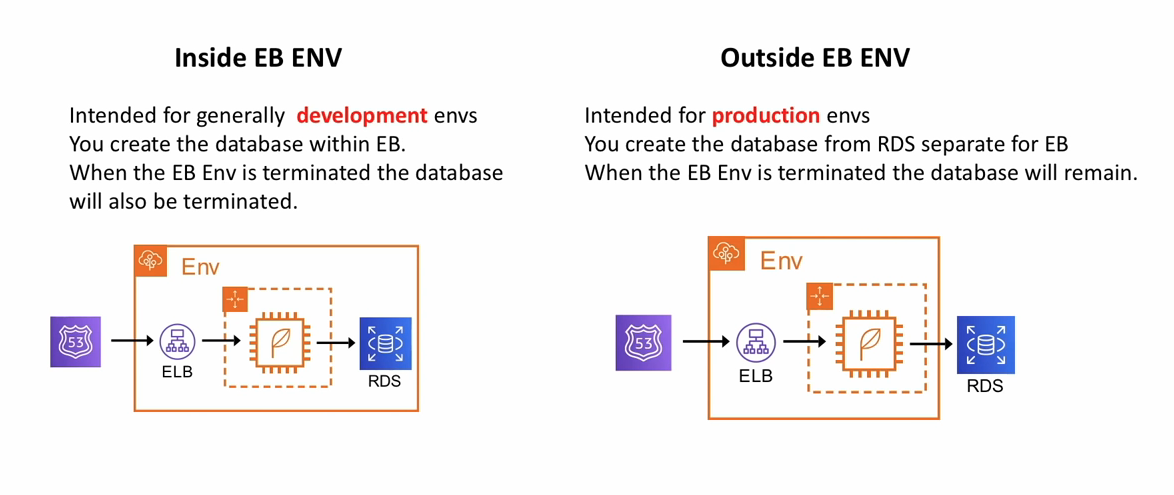 Inside EB ENV
Intended for generally development envs
You create the database within EB.
When the EB Env is terminated the database
will also be terminated.
Env
53
ELB
RDS
Outside EB ENV
Intended for production envs
You create the database from RDS separate for EB
When the EB Env is terminated the database will remain.
Env
53
ELB
RDS